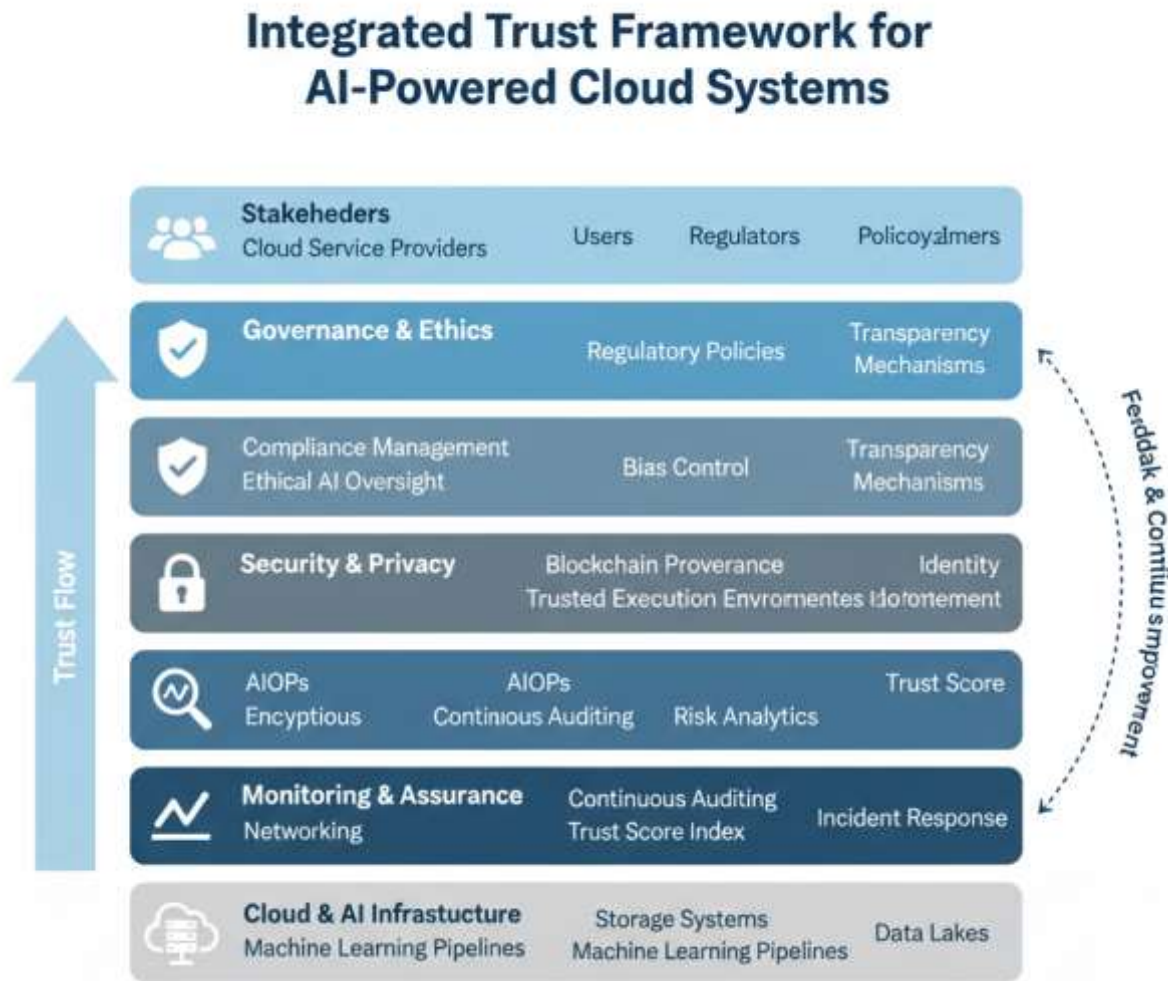 Integrated Trust Framework for
AI-Powered Cloud Systems
Stakeheders
Cloud Service Providers
Users
Regulators
Governance & Ethics
Regulatory Policies
Transparency
Mechanisms
Compliance Management
Ethical AI Oversight
Bias Control
Transparency
Mechanisms
Security & Privacy
Blockchain Proverance
Identity
Trusted Execution
AIOPs
Encyptious
AIOPs
Continous Auditing
Risk Analytics
Trust Score
Monitoring & Assurance
Networking
Continuous Auditing
Trust Score Index
Incident Response
Cloud & AI Infrastucture
Machine Learning Pipelines
Storage Systems
Machine Learning Pipelines
Data Lakes
Trust Flow
&